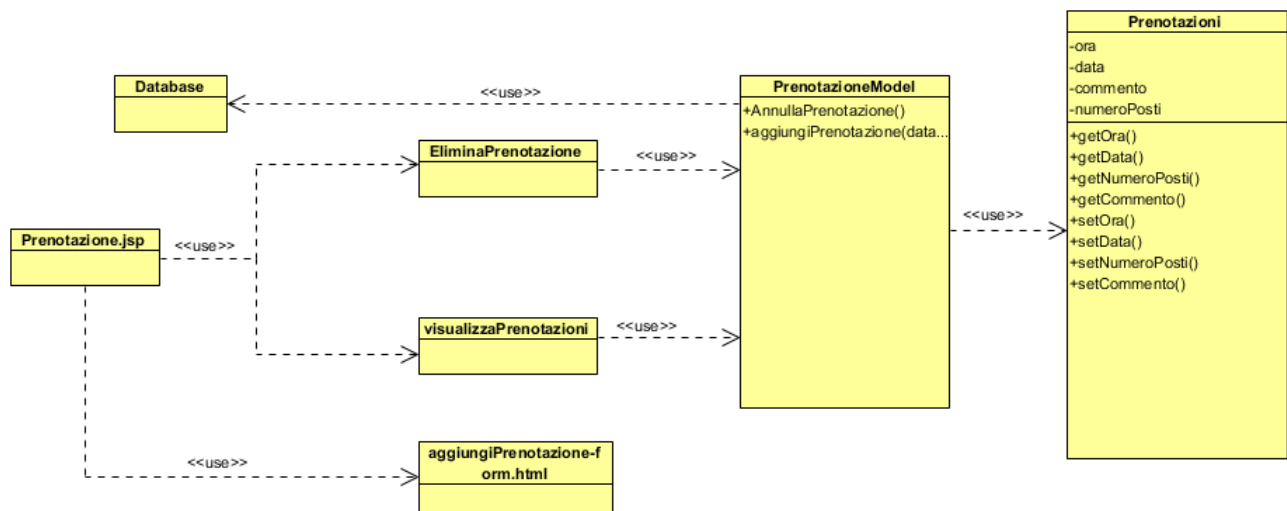 Prenotazioni
-ora
-data
-commento
-numeroPosti
+getOra()
+getData()
+getNumeroPosti()
+getCommento()
+setOra()
+setData()
+setNumeroPosti()
+setCommento()
Database
<<use>>
PrenotazioneModel
+AnnullaPrenotazione()
+aggiungiPrenotazione(data...
EliminaPrenotazione
<<use>>
<<use>>
Prenotazione.jsp
<<use>>
visualizzaPrenotazioni
<<use>>
aggiungiPrenotazione-f
orm.html
<<use>>